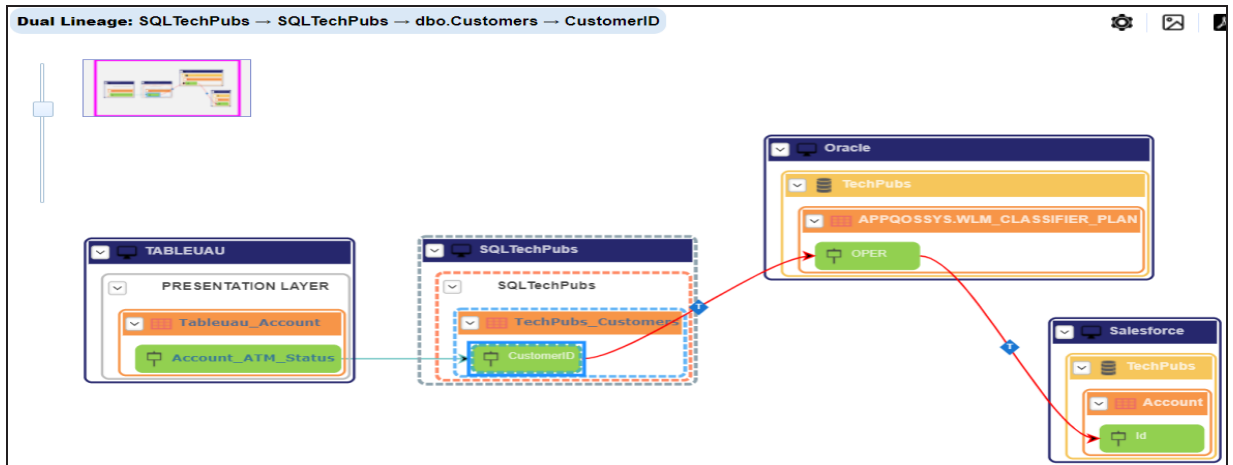 Dual Lineage: SQLTechPubs → SQLTechPubs → dbo.Customers → CustomerID
Oracle
TechPubs
APPQOSSYS.WLM_CLASSIFIER_PLAN
OPER
TABLEUAU
PRESENTATION LAYER
Tableuau_Account
Account_ATM_Status
SQLTechPubs
SQLTechPubs
TechPubs_Customers
CustomerID
T
T
Salesforce
TechPubs
Account
Id